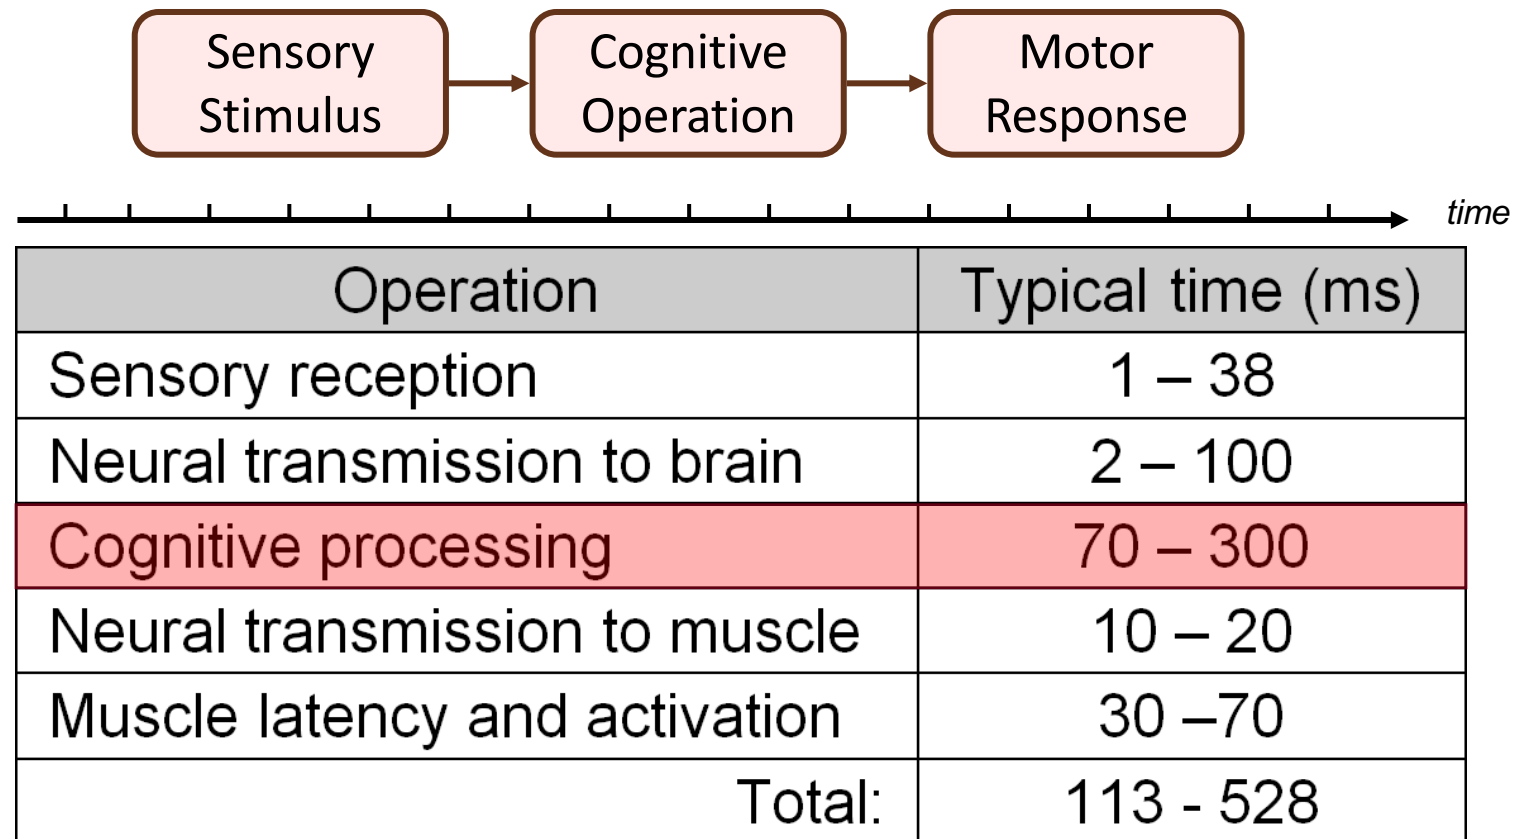 Sensory
Stimulus
Cognitive
Operation
Motor
Response
time
Operation Typical time (ms)
Sensory reception 1 – 38
Neural transmission to brain 2 – 100
Cognitive processing 70 – 300
Neural transmission to muscle 10 – 20
Muscle latency and activation 30 –70
Total: 113 - 528